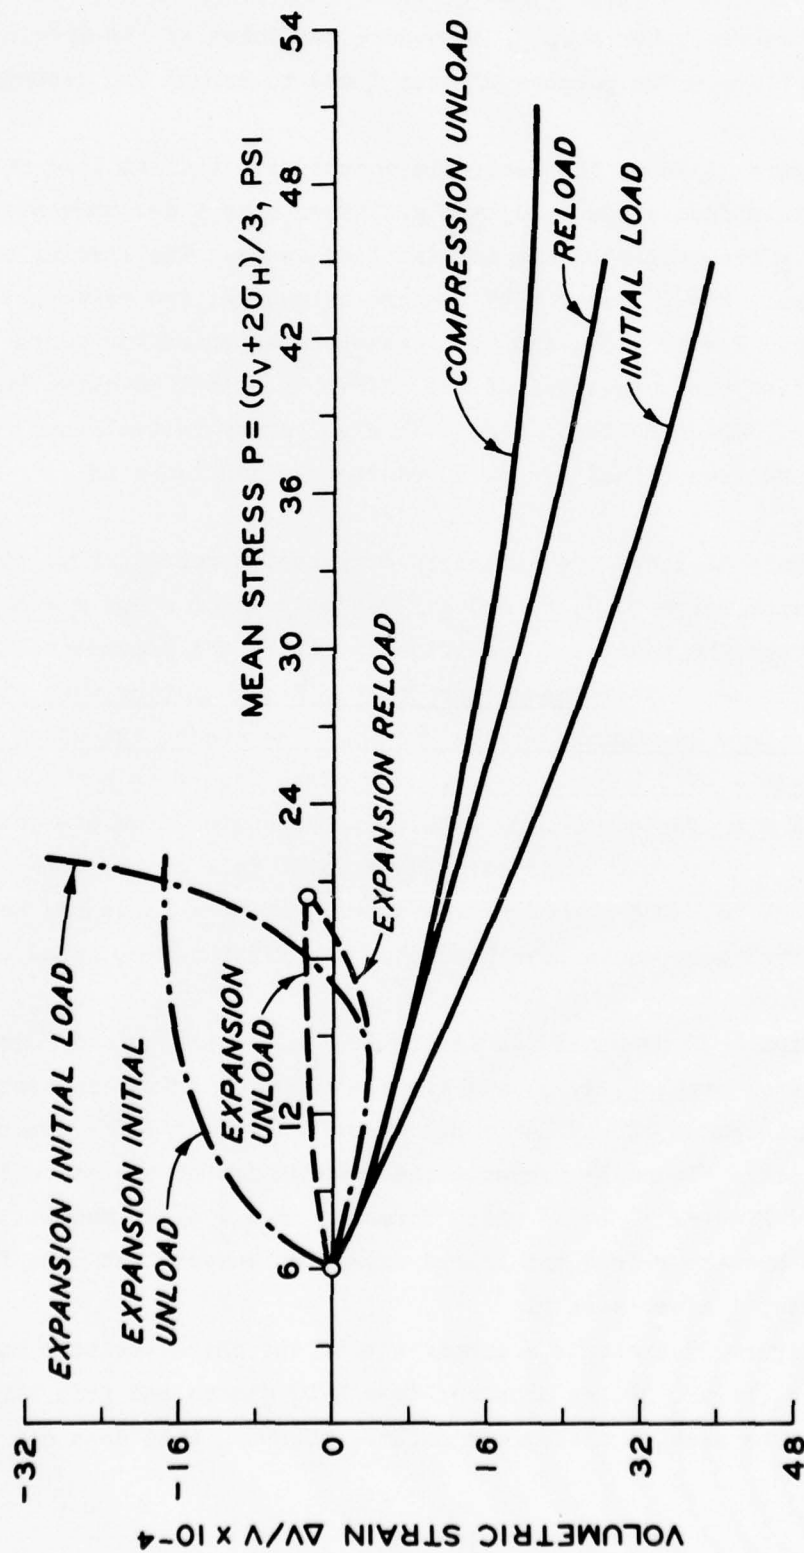 EXPANSION INITIAL LOAD
EXPANSION INITIAL
UNLOAD
EXPANSION
UNLOAD
EXPANSION RELOAD
MEAN STRESS P = (σV+2σH)/3, PSI
6
12
24
30
36
42
48
54
COMPRESSION UNLOAD
RELOAD
INITIAL LOAD
-32
-16
0
16
32
48
VOLUMETRIC STRAIN ΔV/V × 10-4